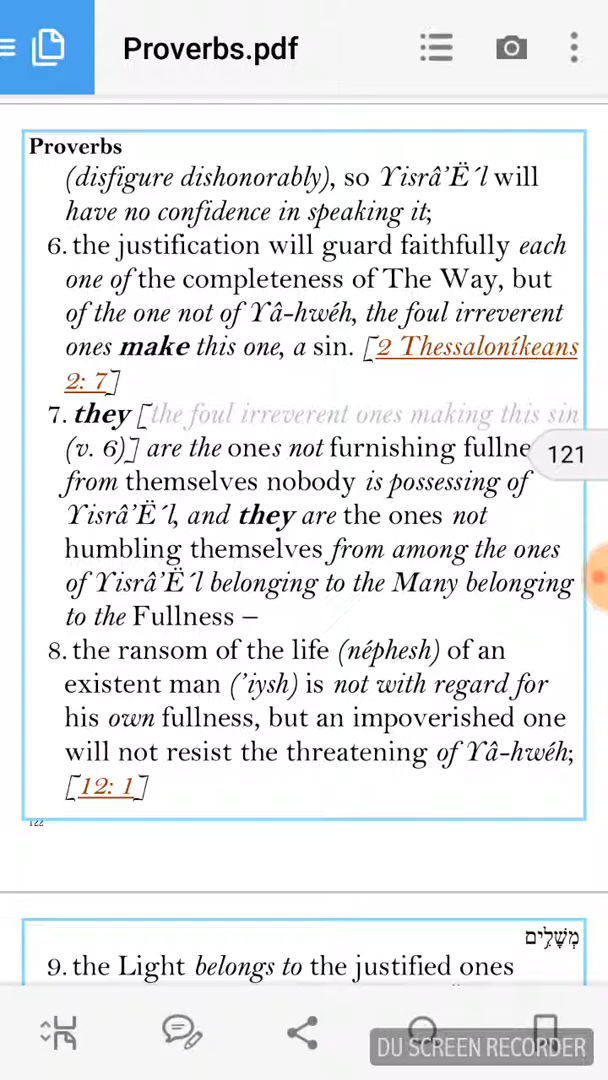 Proverbs.pdf
Proverbs
(disfigure dishonorably), so Yisrâ’Ë´l will
have no confidence in speaking it;
6. the justification will guard faithfully each
one of the completeness of The Way, but
of the one not of Yâ-hwéh, the foul irreverent
ones make this one, a sin. [2 Thessaloníkeans
2: 7]
7. they [the foul irreverent ones making this sin
(v. 6)] are the ones not furnishing fullne
121
from themselves nobody is possessing of
Yisrâ’Ë´l, and they are the ones not
humbling themselves from among the ones
of Yisrâ’Ë´l belonging to the Many belonging
to the Fullness –
8. the ransom of the life (néphesh) of an
existent man (’iysh) is not with regard for
his own fullness, but an impoverished one
will not resist the threatening of Yâ-hwéh;
[12: 1]
122
מְשָׁלִים
9. the Light belongs to the justified ones
DU SCREEN RECORDER